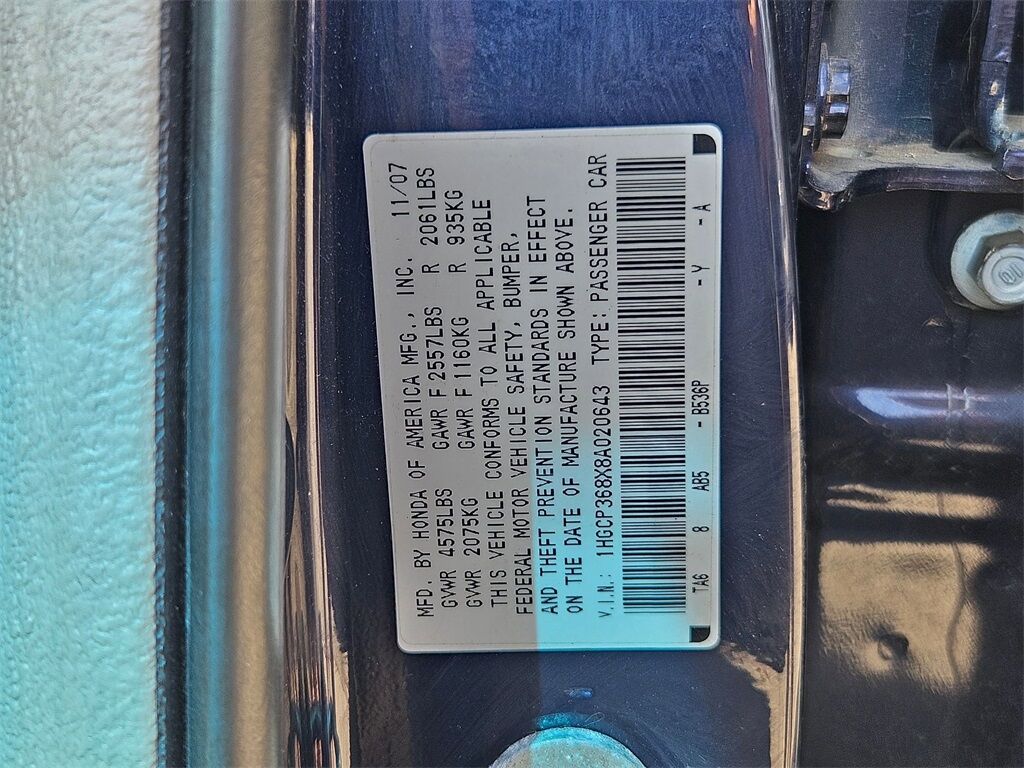 MFD. BY HONDA OF AMERICA MFG., INC. 11/07
GVWR 4575LBS GAWR F 2557LBS R 2061LBS
GVWR 2075KG GAWR F 1160KG R 935KG
THIS VEHICLE CONFORMS TO ALL APPLICABLE
FEDERAL MOTOR VEHICLE SAFETY, BUMPER,
AND THEFT PREVENTION STANDARDS IN EFFECT
ON THE DATE OF MANUFACTURE SHOWN ABOVE.
V.I.N.: 1HGCP368X8A020643 TYPE: PASSENGER CAR
TA6 8 AB5 - B536P - Y - A